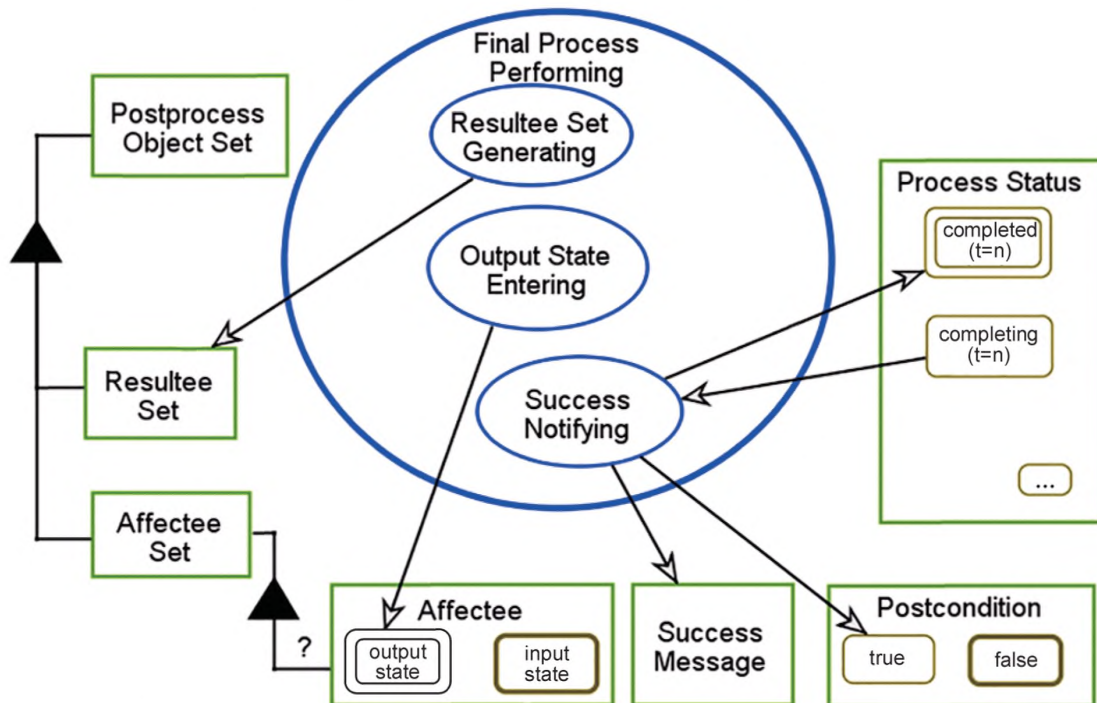 Final Process
Performing
Resultee Set
Generating
Output State
Entering
Success
Notifying
Postprocess
Object Set
Resultee
Set
Affectee
Set
?
Affectee
output
state
input
state
Success
Message
Postcondition
true
false
Process Status
completed
(t=n)
completing
(t=n)
...